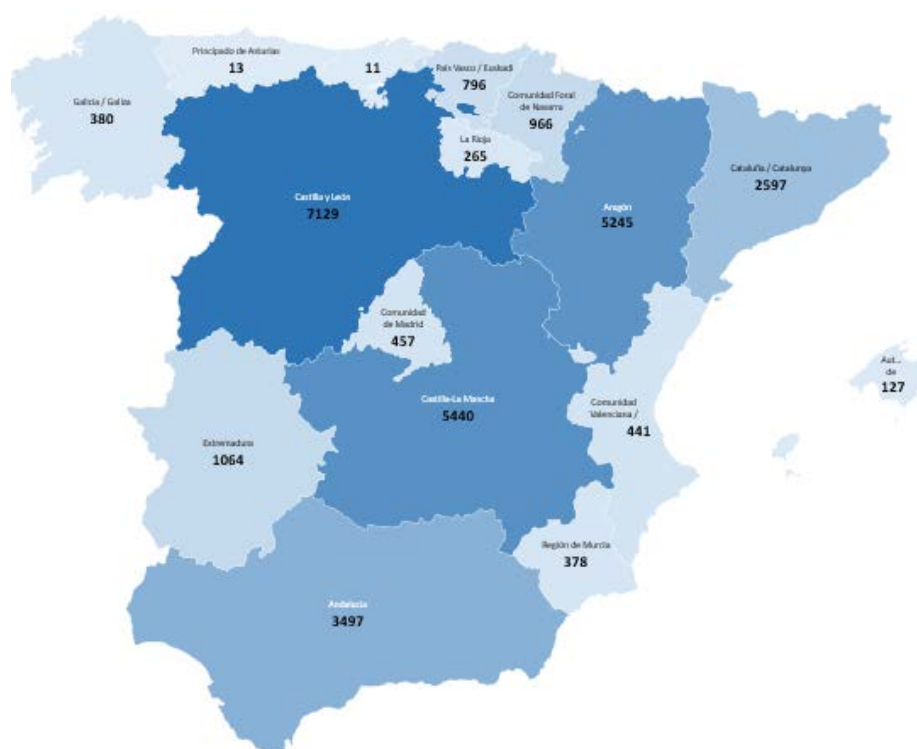 Principado de Asturias
13
11
País Vasco / Euskadi
796
Comunidad Foral
de Navarra
966
Galicia / Galiza
380
La Rioja
265
Cataluña / Catalunya
2597
Castilla y León
7129
Aragón
5245
Comunidad
de Madrid
457
Aut...
de
127
Castilla-La Mancha
5440
Comunidad
Valenciana /
441
Extremadura
1064
Región de Murcia
378
Andalucía
3497